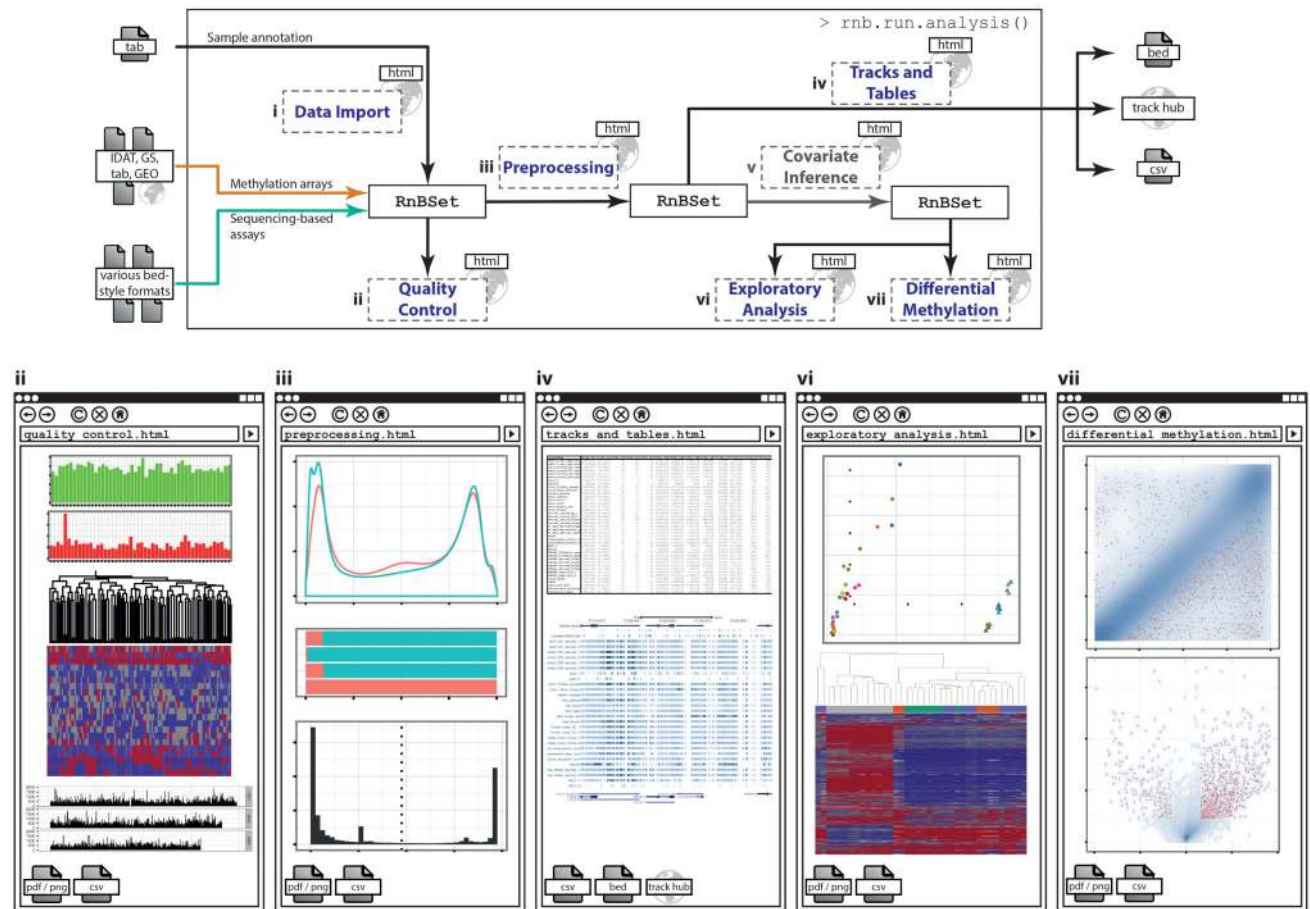 > rnb.run.analysis()
tab
Sample annotation
html
i
Data Import
html
iv
Tracks and
Tables
bed
track hub
csv
IDAT, GS,
tab, GEO
Methylation arrays
Sequencing-based
assays
various bed-
style formats
RnBSet
html
iii
Preprocessing
RnBSet
html
v
Covariate
Inference
RnBSet
html
ii
Quality
Control
html
vi
Exploratory
Analysis
html
vii
Differential
Methylation
ii
quality control.html
pdf / png
csv
iii
preprocessing.html
pdf / png
csv
iv
tracks and tables.html
csv
bed
track hub
vi
exploratory analysis.html
pdf / png
csv
vii
differential methylation.html
pdf / png
csv